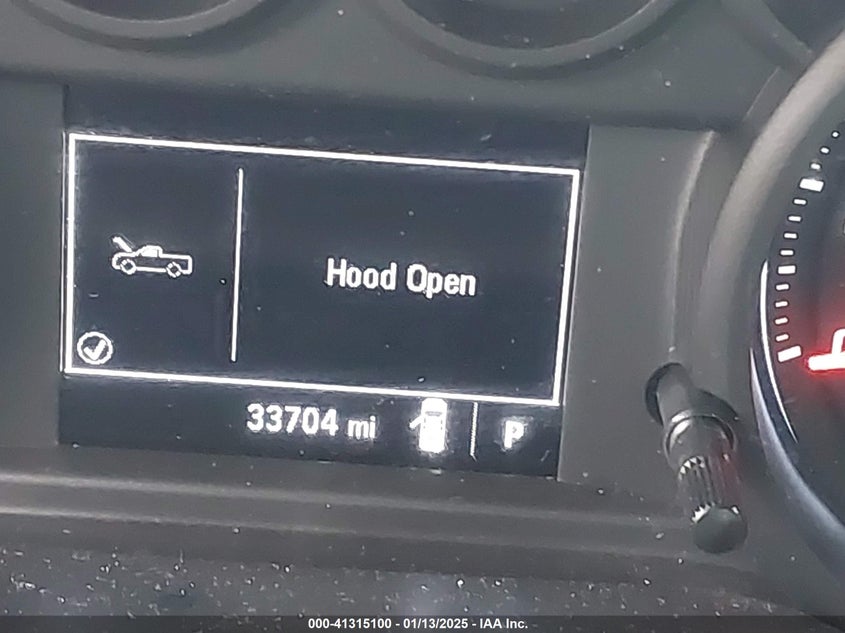 Hood Open
33704 mi P
000-41315100 - 01/13/2025 - IAA Inc.